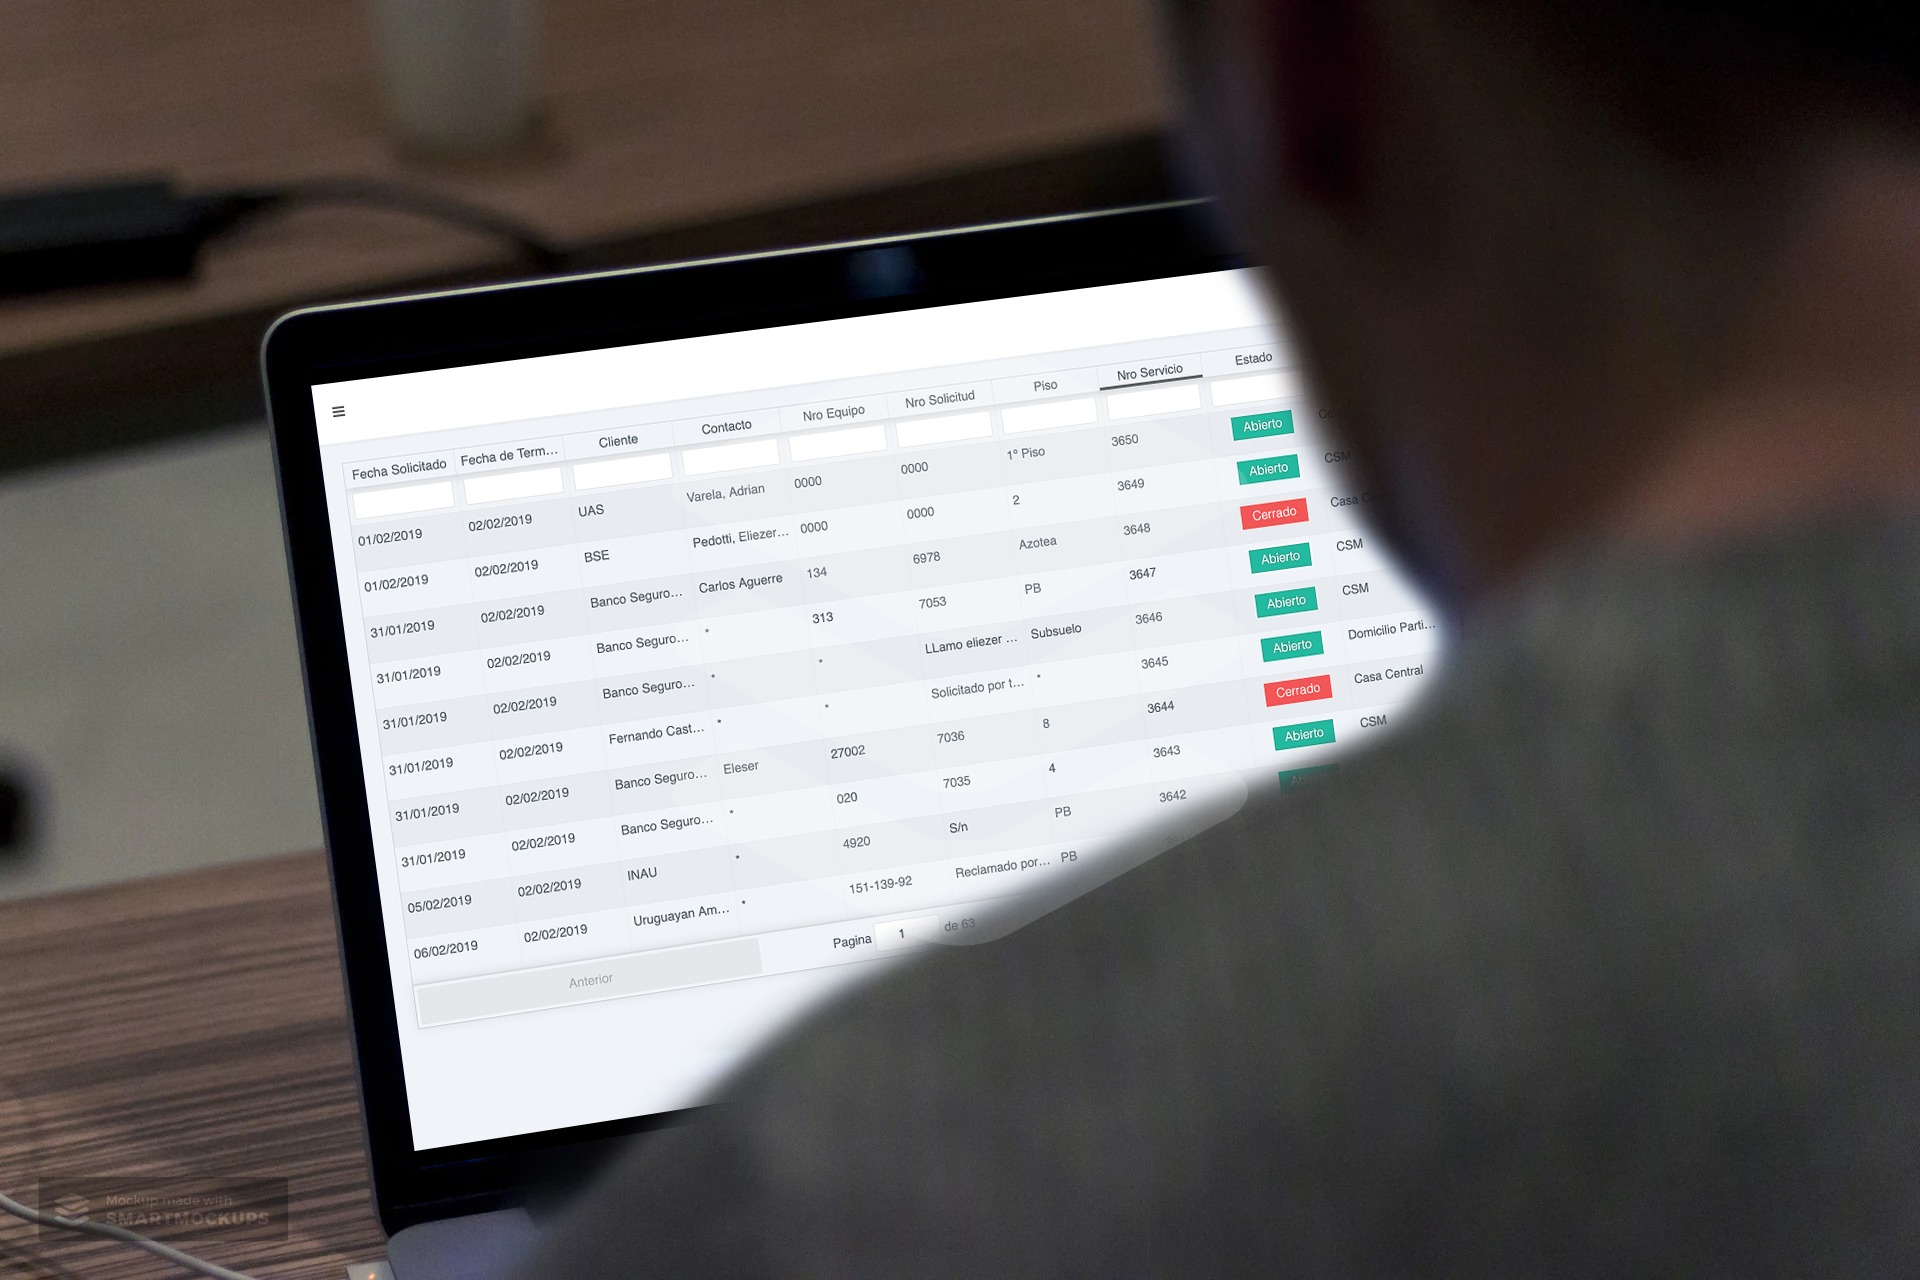 Fecha Solicitado Fecha de Term... Cliente Contacto Nro Equipo Nro Solicitud Piso Nro Servicio Estado
01/02/2019 02/02/2019 UAS Varela, Adrian 0000 0000 1º Piso 3650 Abierto
01/02/2019 02/02/2019 BSE Pedotti, Eliezer... 0000 0000 2 3649 Abierto CSM
31/01/2019 02/02/2019 Banco Seguro... Carlos Aguerre 134 6978 Azotea 3648 Cerrado Casa
31/01/2019 02/02/2019 Banco Seguro... * 313 7053 PB 3647 Abierto CSM
31/01/2019 02/02/2019 Banco Seguro... * * LLamo eliezer ... Subsuelo 3646 Abierto CSM
31/01/2019 02/02/2019 Fernando Cast... * * Solicitado por t... * 3645 Abierto Domicilio Parti...
31/01/2019 02/02/2019 Banco Seguro... Eleser 27002 7036 8 3644 Cerrado Casa Central
31/01/2019 02/02/2019 Banco Seguro... * 020 7035 4 3643 Abierto CSM
05/02/2019 02/02/2019 INAU * 4920 S/n PB 3642 Abierto
06/02/2019 02/02/2019 Uruguayan Am... * 151-139-92 Reclamado por... PB
Anterior Pagina 1 de 63
Mockup made with
SMARTMOCKUPS